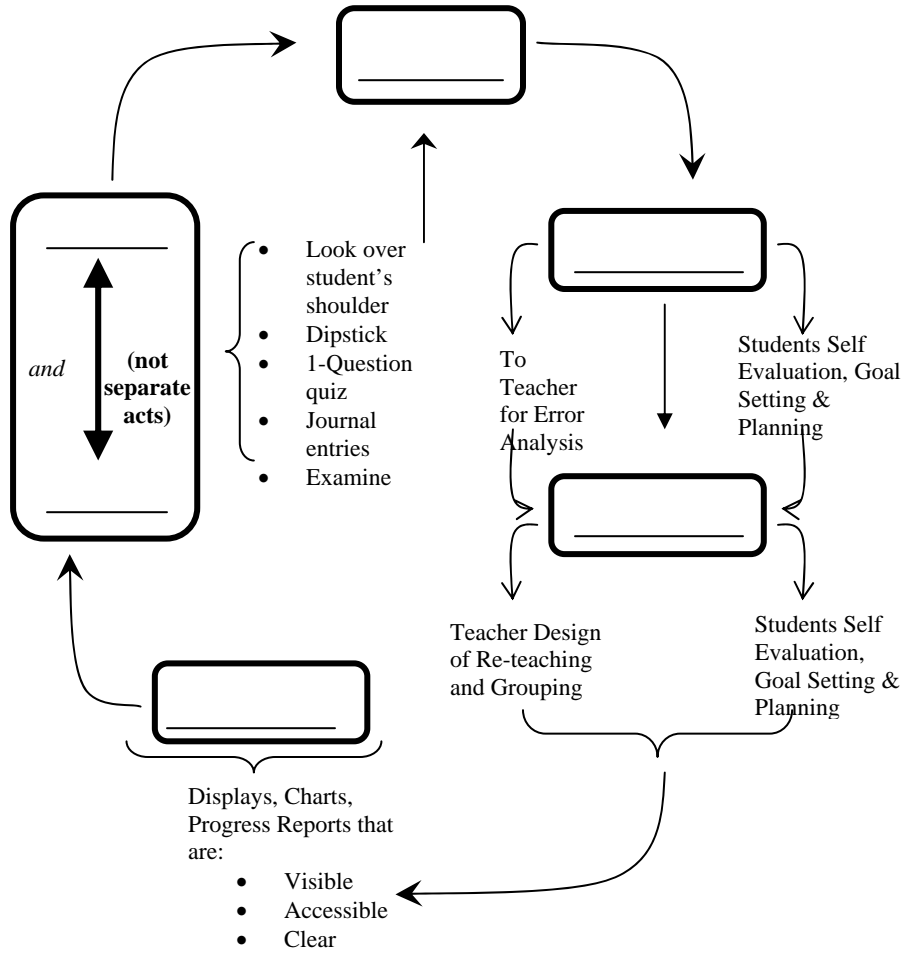 and
(not
separate
acts)
• Look over
student’s
shoulder
• Dipstick
• 1-Question
quiz
• Journal
entries
• Examine
To
Teacher
for Error
Analysis
Students Self
Evaluation, Goal
Setting &
Planning
Teacher Design
of Re-teaching
and Grouping
Students Self
Evaluation,
Goal Setting &
Planning
Displays, Charts,
Progress Reports that
are:
• Visible
• Accessible
• Clear